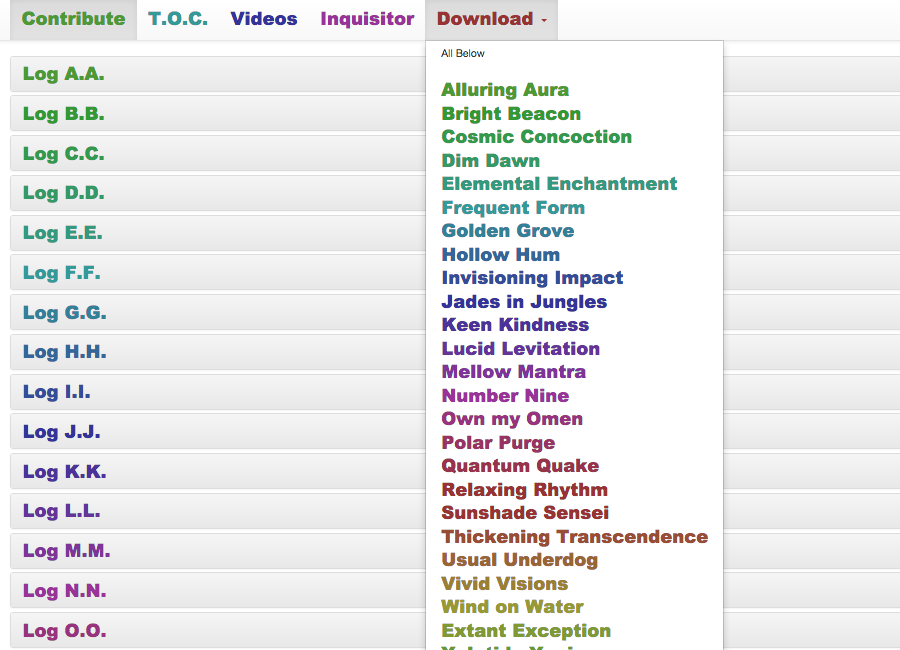 Contribute T.O.C. Videos Inquisitor Download
All Below
Log A.A.
Log B.B.
Log C.C.
Log D.D.
Log E.E.
Log F.F.
Log G.G.
Log H.H.
Log I.I.
Log J.J.
Log K.K.
Log L.L.
Log M.M.
Log N.N.
Log O.O.
Alluring Aura
Bright Beacon
Cosmic Concoction
Dim Dawn
Elemental Enchantment
Frequent Form
Golden Grove
Hollow Hum
Invisioning Impact
Jades in Jungles
Keen Kindness
Lucid Levitation
Mellow Mantra
Number Nine
Own my Omen
Polar Purge
Quantum Quake
Relaxing Rhythm
Sunshade Sensei
Thickening Transcendence
Usual Underdog
Vivid Visions
Wind on Water
Extant Exception